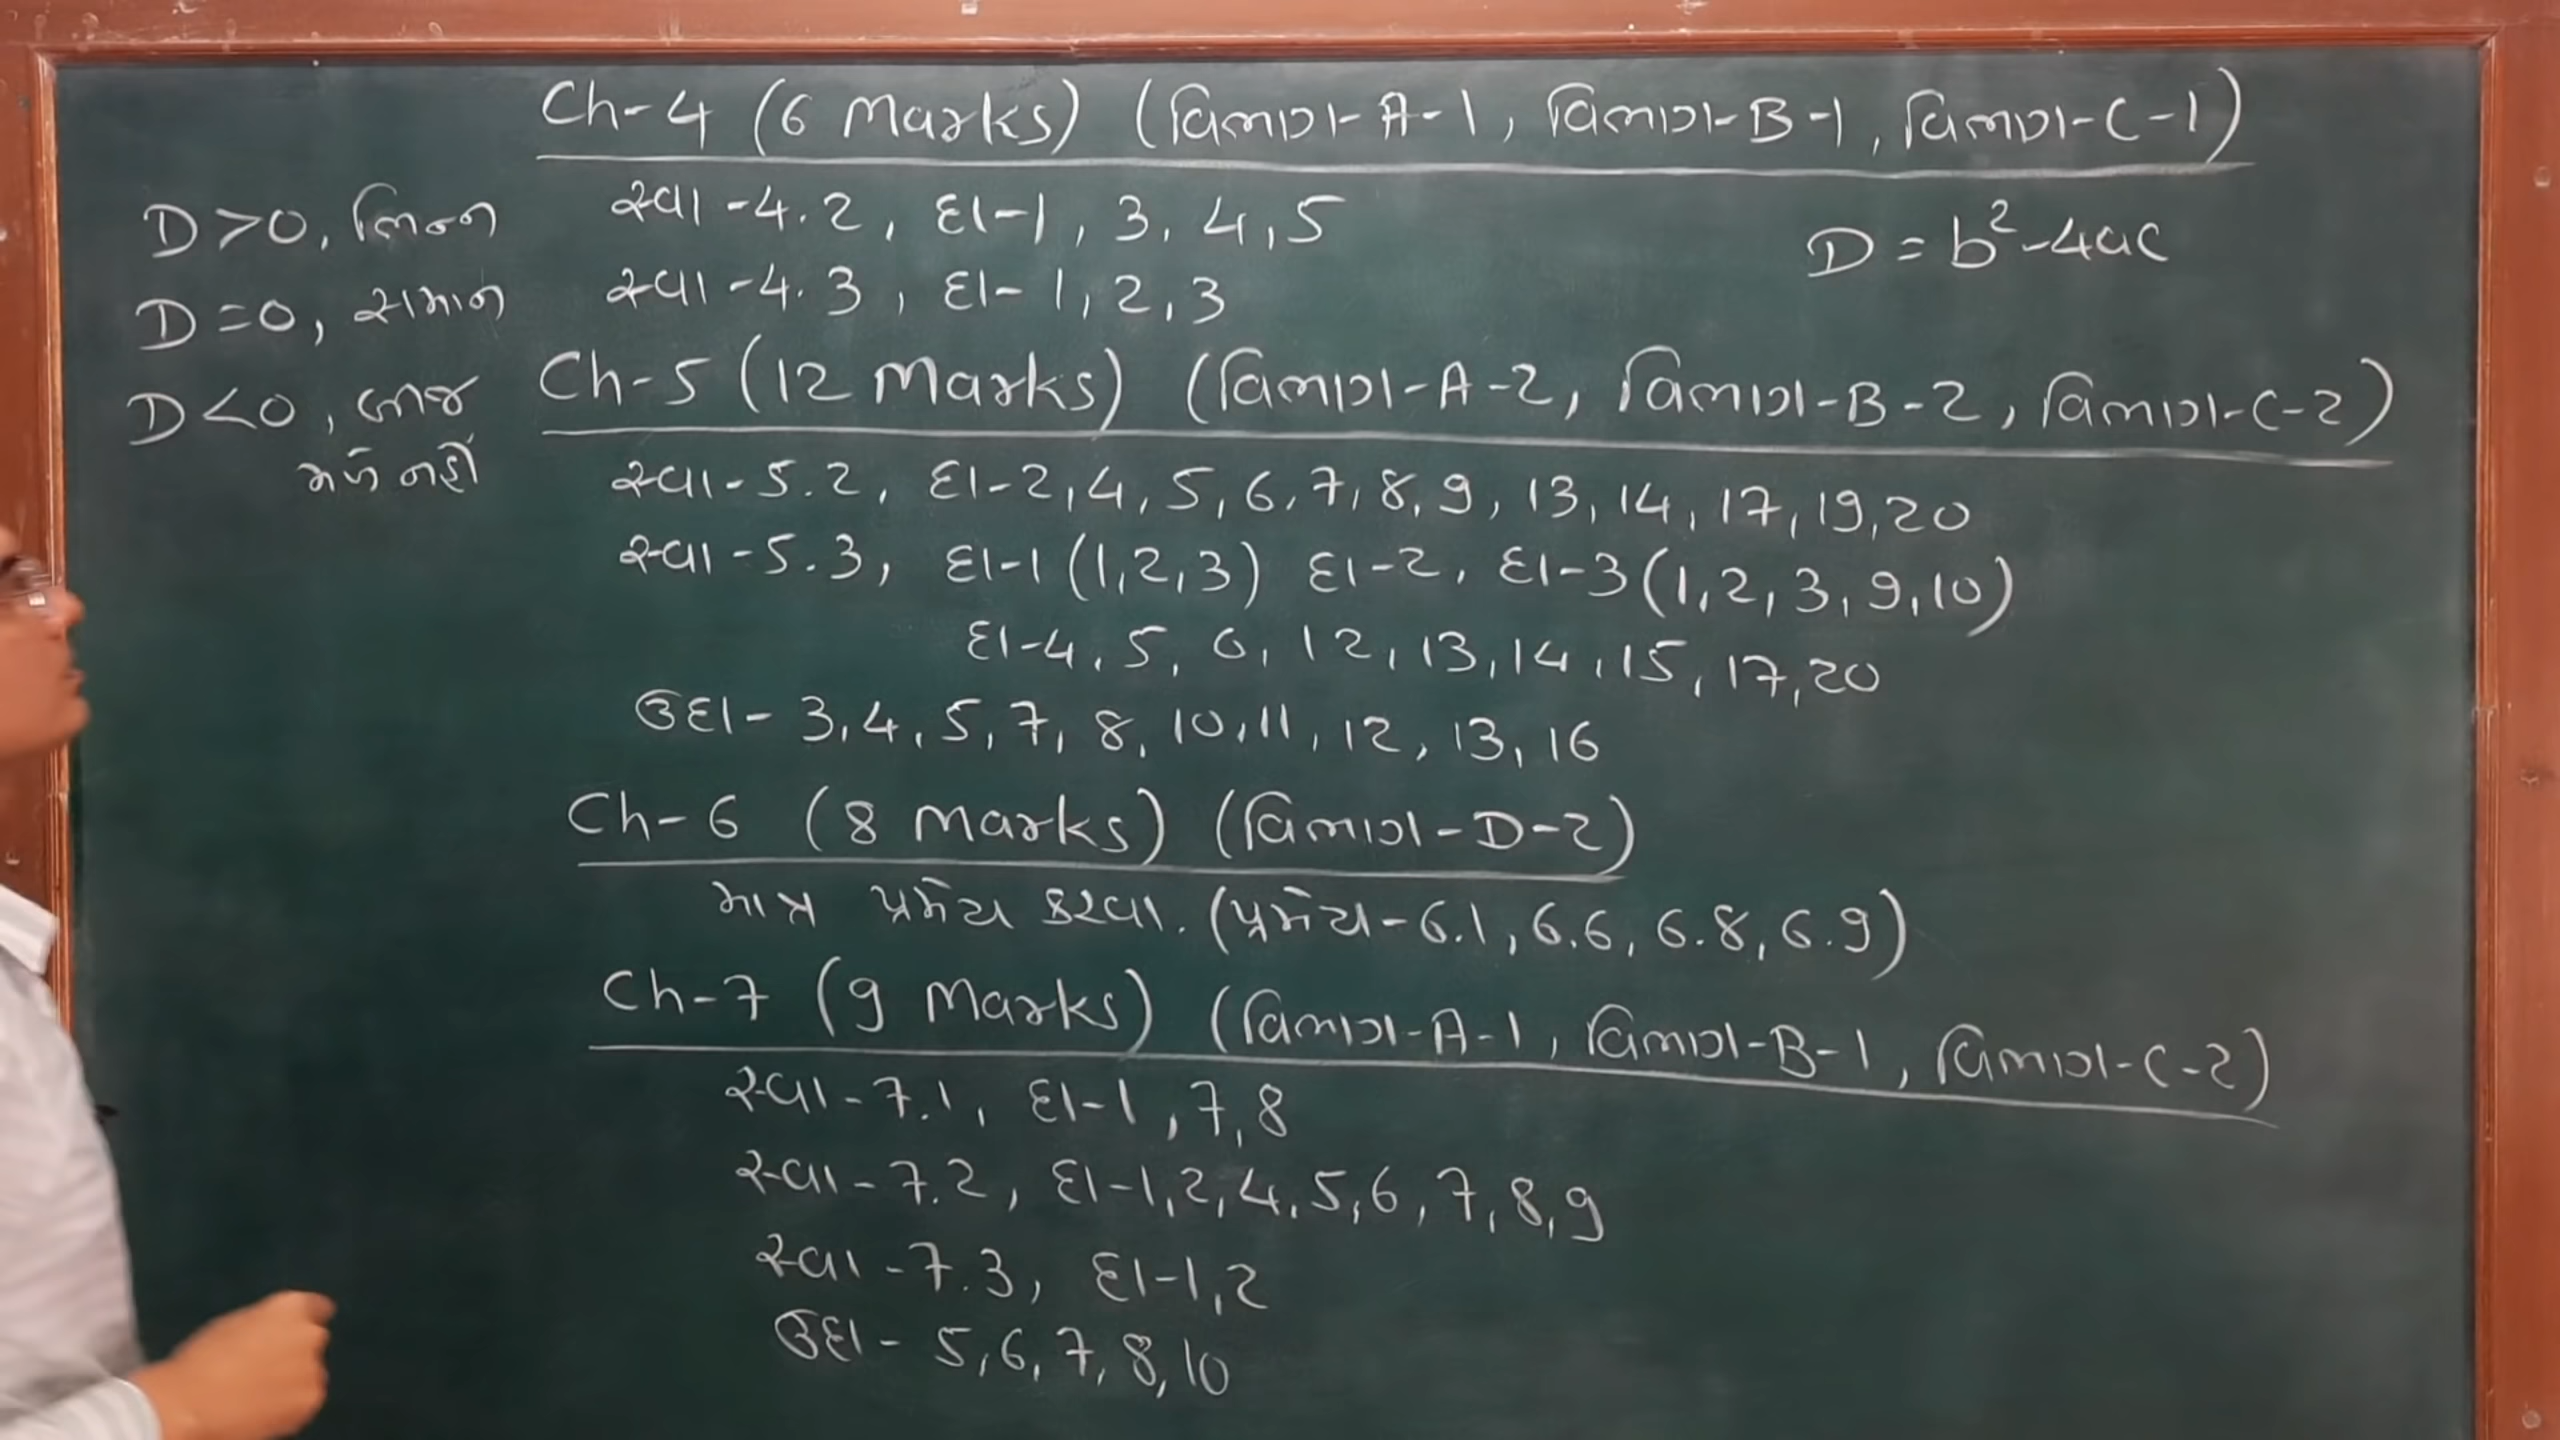 Ch-4 (6 Marks) (વિભાગ-A-1, વિભાગ-B-1, વિભાગ-C-1)
સ્વા-4.2, દા-1, 3, 4, 5
સ્વા-4.3, દા-1, 2, 3
D = b²-4ac
D>0, ભિન્ન
D=0, સમાન
D<0, બીજ
મળે નહીં
Ch-5 (12 Marks) (વિભાગ-A-2, વિભાગ-B-2, વિભાગ-C-2)
સ્વા-5.2, દા-2, 4, 5, 6, 7, 8, 9, 13, 14, 17, 19, 20
સ્વા-5.3, દા-1 (1,2,3) દા-2, દા-3 (1, 2, 3, 9, 10)
દા-4, 5, 6, 12, 13, 14, 15, 17, 20
ઉદા-3, 4, 5, 7, 8, 10, 11, 12, 13, 16
Ch-6 (8 Marks) (વિભાગ-D-2)
માત્ર પ્રમેય કરવા. (પ્રમેય-6.1, 6.6, 6.8, 6.9)
Ch-7 (9 Marks) (વિભાગ-A-1, વિભાગ-B-1, વિભાગ-C-2)
સ્વા-7.1, દા-1, 7, 8
સ્વા-7.2, દા-1, 2, 4, 5, 6, 7, 8, 9
સ્વા-7.3, દા-1, 2
ઉદા-5, 6, 7, 8, 10